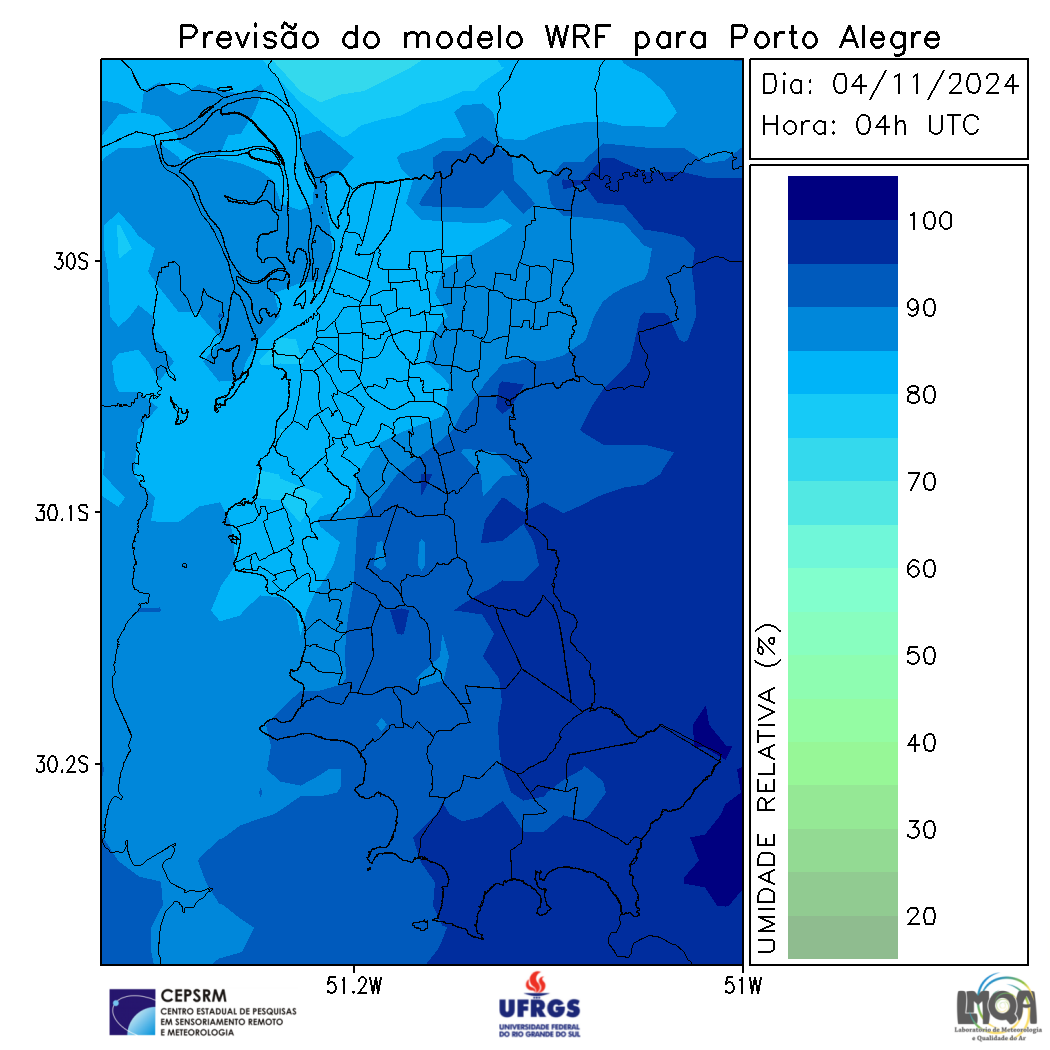 Previsão do modelo WRF para Porto Alegre
Dia: 04/11/2024
Hora: 04h UTC
30S
30.1S
30.2S
51.2W
51W
UMIDADE RELATIVA (%)
100
90
80
70
60
50
40
30
20
CEPSRM
CENTRO ESTADUAL DE PESQUISAS
EM SENSORIAMENTO REMOTO
E METEOROLOGIA
UFRGS
UNIVERSIDADE FEDERAL
DO RIO GRANDE DO SUL
LMQA
Laboratório de Meteorologia
e Qualidade do Ar